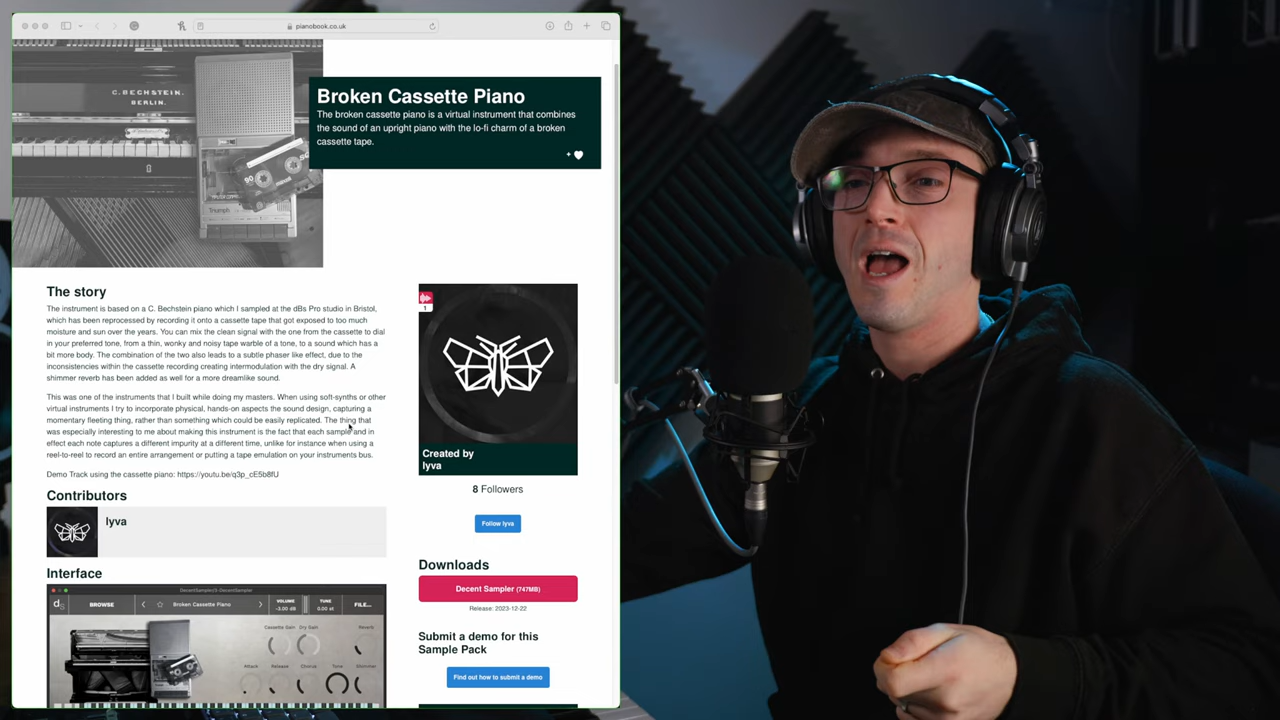 pianobook.co.uk
C. BECHSTEIN.
BERLIN.
90
Triumph
Broken Cassette Piano
The broken cassette piano is a virtual instrument that combines
the sound of an upright piano with the lo-fi charm of a broken
cassette tape.
The story
The instrument is based on a C. Bechstein piano which I sampled at the dBs Pro studio in Bristol,
which has been reprocessed by recording it onto a cassette tape that got exposed to too much
moisture and sun over the years. You can mix the clean signal with the one from the cassette to dial
in your preferred tone, from a thin, wonky and noisy tape warble of a tone, to a sound which has a
bit more body. The combination of the two also leads to a subtle phaser like effect, due to the
inconsistencies within the cassette recording creating intermodulation with the dry signal. A
shimmer reverb has been added as well for a more dreamlike sound.
This was one of the instruments that I built while doing my masters. When using soft-synths or other
virtual instruments I try to incorporate physical, hands-on aspects the sound design, capturing a
momentary fleeting thing, rather than something which could be easily replicated. The thing that
was especially interesting to me about making this instrument is the fact that each sample and in
effect each note captures a different impurity at a different time, unlike for instance when using a
reel-to-reel to record an entire arrangement or putting a tape emulation on your instruments bus.
Demo Track using the cassette piano: https://youtu.be/q3p_cE5b8fU
Contributors
lyva
Interface
DecentSampler
BROWSE
Broken Cassette Piano
VOLUME
-3.00 dB
TUNE
0.00 st
FILE...
Cassette Gain
Dry Gain
Reverb
Attack
Release
Chorus
Tone
Shimmer
1
Created by
lyva
8 Followers
Follow lyva
Downloads
Decent Sampler (747MB)
Release: 2023-12-22
Submit a demo for this
Sample Pack
Find out how to submit a demo